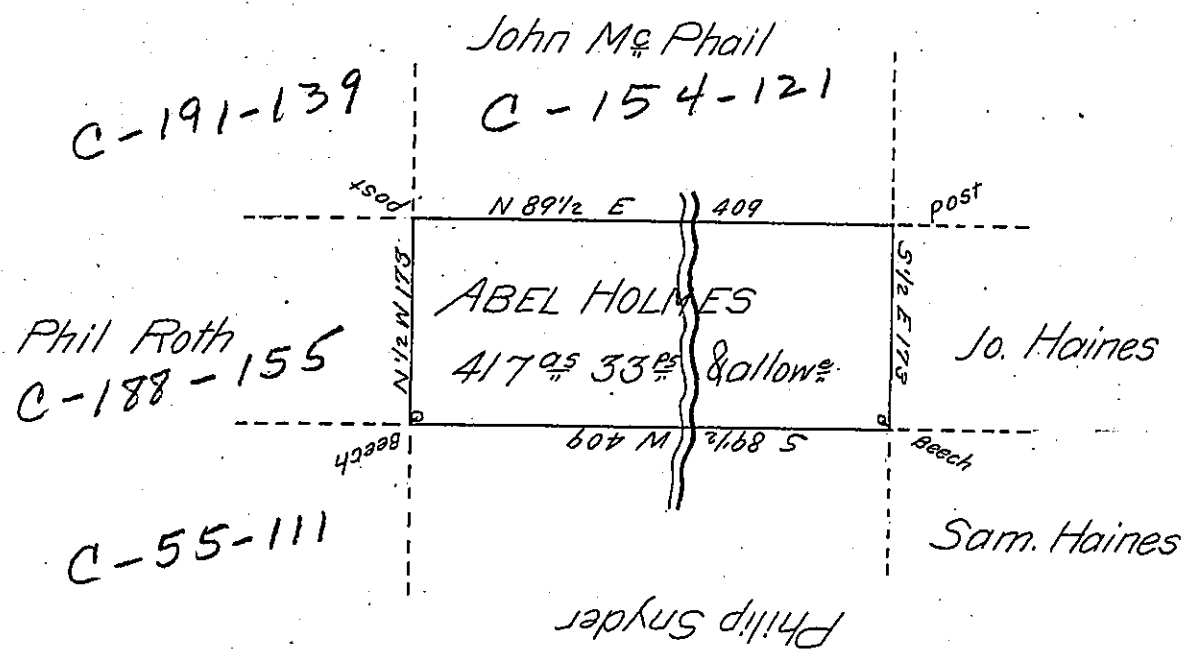 John Mc Phail
C-191-139
C-154-121
Post
N 89½ E 409
post
N ½ W 173
S ½ E 173
ABEL HOLMES
417 as 33 ps & allowe
Phil Roth
C-188-155
Jo. Haines
S 89½ W 409
Beech
Beech
C-55-111
Sam. Haines
Philip Snyder